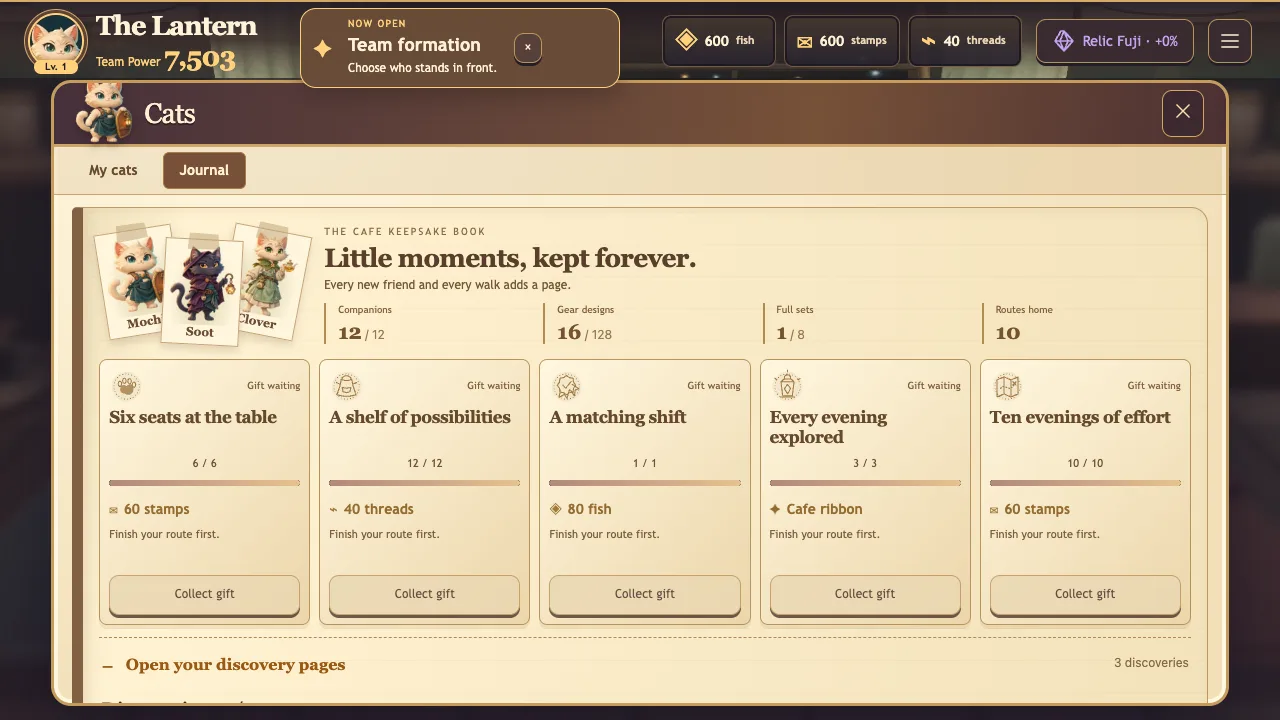 The Lantern
Team Power 7,503
Lv. 1
NOW OPEN
Team formation
Choose who stands in front.
×
600 fish
600 stamps
40 threads
Relic Fuji · +0%
Cats
My cats
Journal
Moch
Soot
Clover
THE CAFE KEEPSAKE BOOK
Little moments, kept forever.
Every new friend and every walk adds a page.
Companions
12 / 12
Gear designs
16 / 128
Full sets
1 / 8
Routes home
10
Gift waiting
Six seats at the table
6 / 6
60 stamps
Finish your route first.
Collect gift
Gift waiting
A shelf of possibilities
12 / 12
40 threads
Finish your route first.
Collect gift
Gift waiting
A matching shift
1 / 1
80 fish
Finish your route first.
Collect gift
Gift waiting
Every evening
explored
3 / 3
Cafe ribbon
Finish your route first.
Collect gift
Gift waiting
Ten evenings of effort
10 / 10
60 stamps
Finish your route first.
Collect gift
– Open your discovery pages
3 discoveries